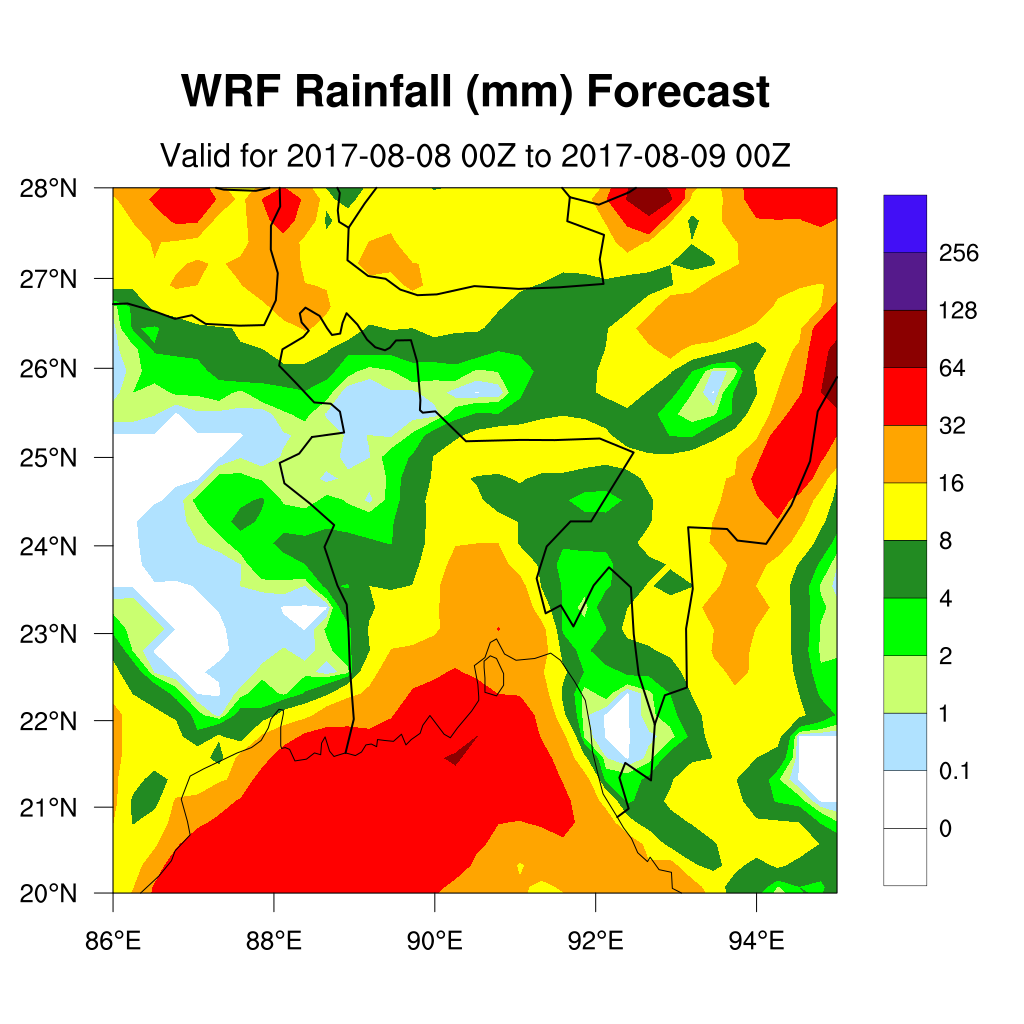 WRF Rainfall (mm) Forecast
Valid for 2017-08-08 00Z to 2017-08-09 00Z
28°N
27°N
26°N
25°N
24°N
23°N
22°N
21°N
20°N
86°E 88°E 90°E 92°E 94°E
256
128
64
32
16
8
4
2
1
0.1
0